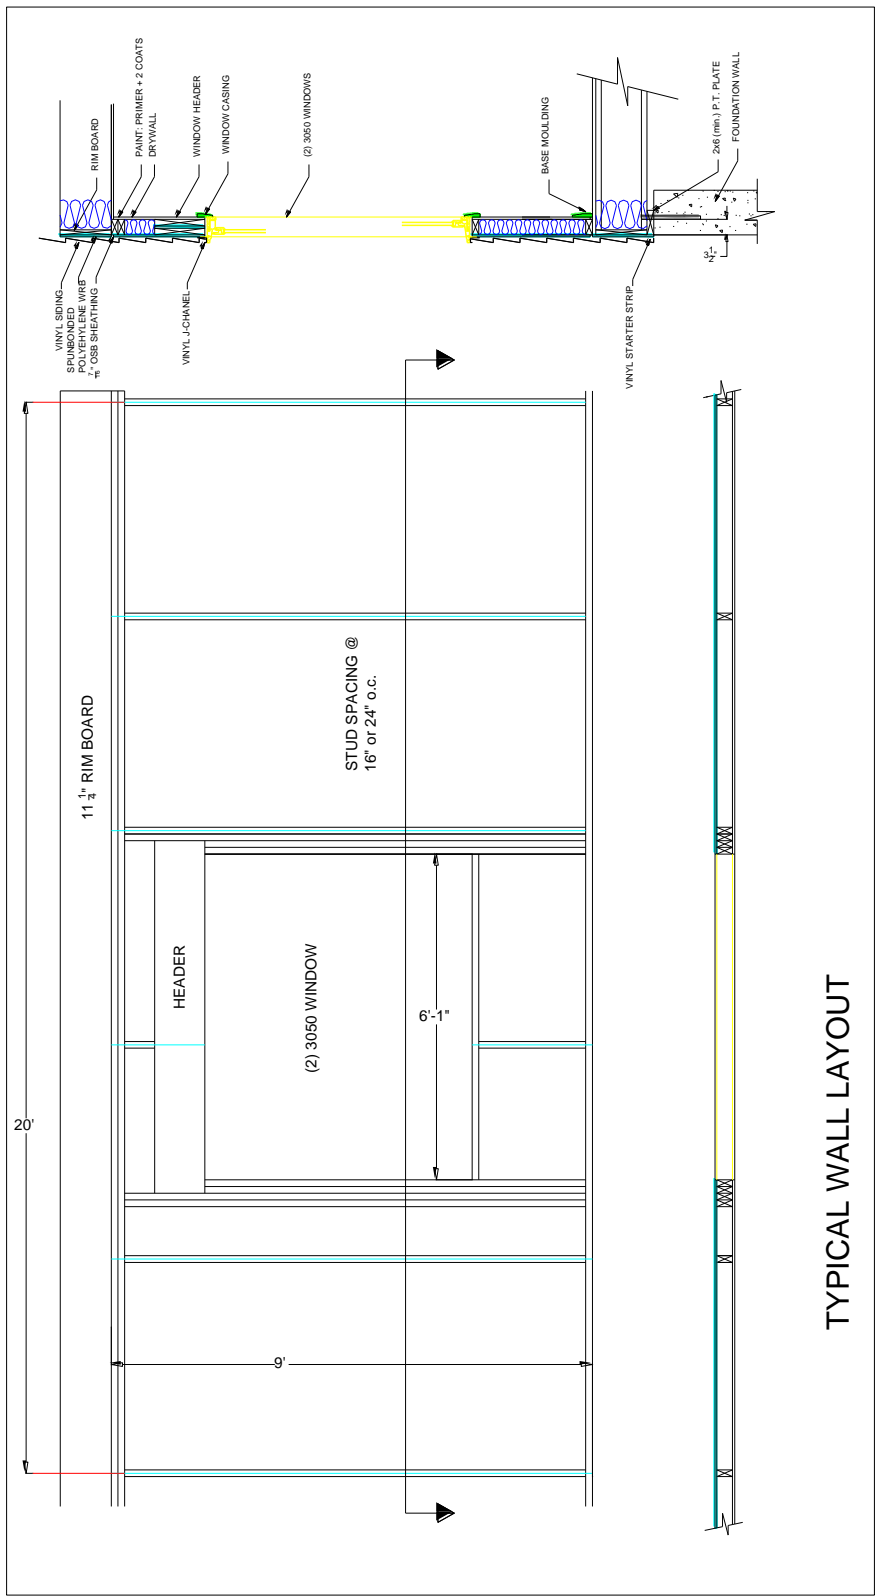 RIM BOARD
PAINT: PRIMER + 2 COATS
DRYWALL
WINDOW HEADER
WINDOW CASING
(2) 3050 WINDOWS
BASE MOULDING
2x6 (min.) P.T. PLATE
FOUNDATION WALL
VINYL SIDING
SPUNBONDED
POLYEHYLENE WRB
7/16" OSB SHEATHING
VINYL J-CHANEL
VINYL STARTER STRIP
3 1/2"
20'
11 1/4" RIM BOARD
STUD SPACING @
16" or 24" o.c.
HEADER
(2) 3050 WINDOW
6'-1"
9'
TYPICAL WALL LAYOUT